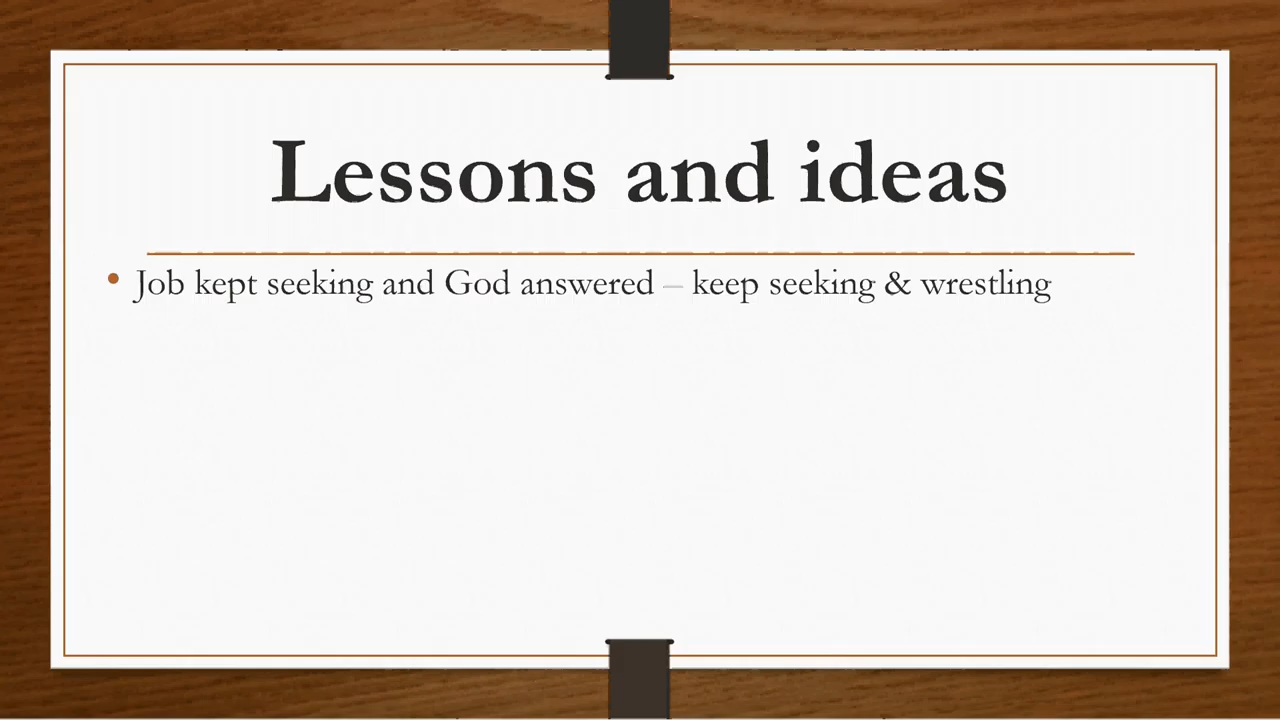 Lessons and ideas
• Job kept seeking and God answered – keep seeking & wrestling